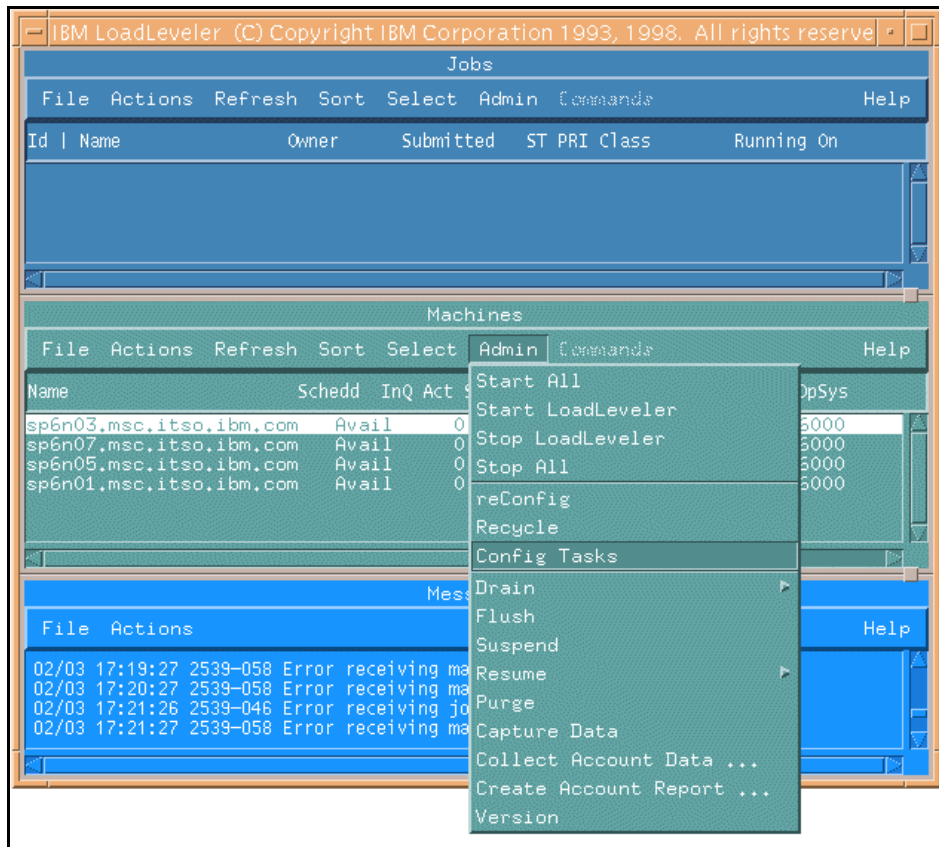 IBM LoadLeveler (C) Copyright IBM Corporation 1993, 1998. All rights reserve
Jobs
File Actions Refresh Sort Select Admin Commands Help
Id | Name Owner Submitted ST PRI Class Running On
Machines
File Actions Refresh Sort Select Admin Commands Help
Name Schedd InQ Act OpSys
sp6n03.msc.itso.ibm.com Avail 0 6000
sp6n07.msc.itso.ibm.com Avail 0 6000
sp6n05.msc.itso.ibm.com Avail 0 6000
sp6n01.msc.itso.ibm.com Avail 0 6000
Start All
Start LoadLeveler
Stop LoadLeveler
Stop All
reConfig
Recycle
Config Tasks
Drain
Flush
Suspend
Resume
Purge
Capture Data
Collect Account Data ...
Create Account Report ...
Version
Mess
File Actions Help
02/03 17:19:27 2539-058 Error receiving ma
02/03 17:20:27 2539-058 Error receiving ma
02/03 17:21:26 2539-046 Error receiving jo
02/03 17:21:27 2539-058 Error receiving ma